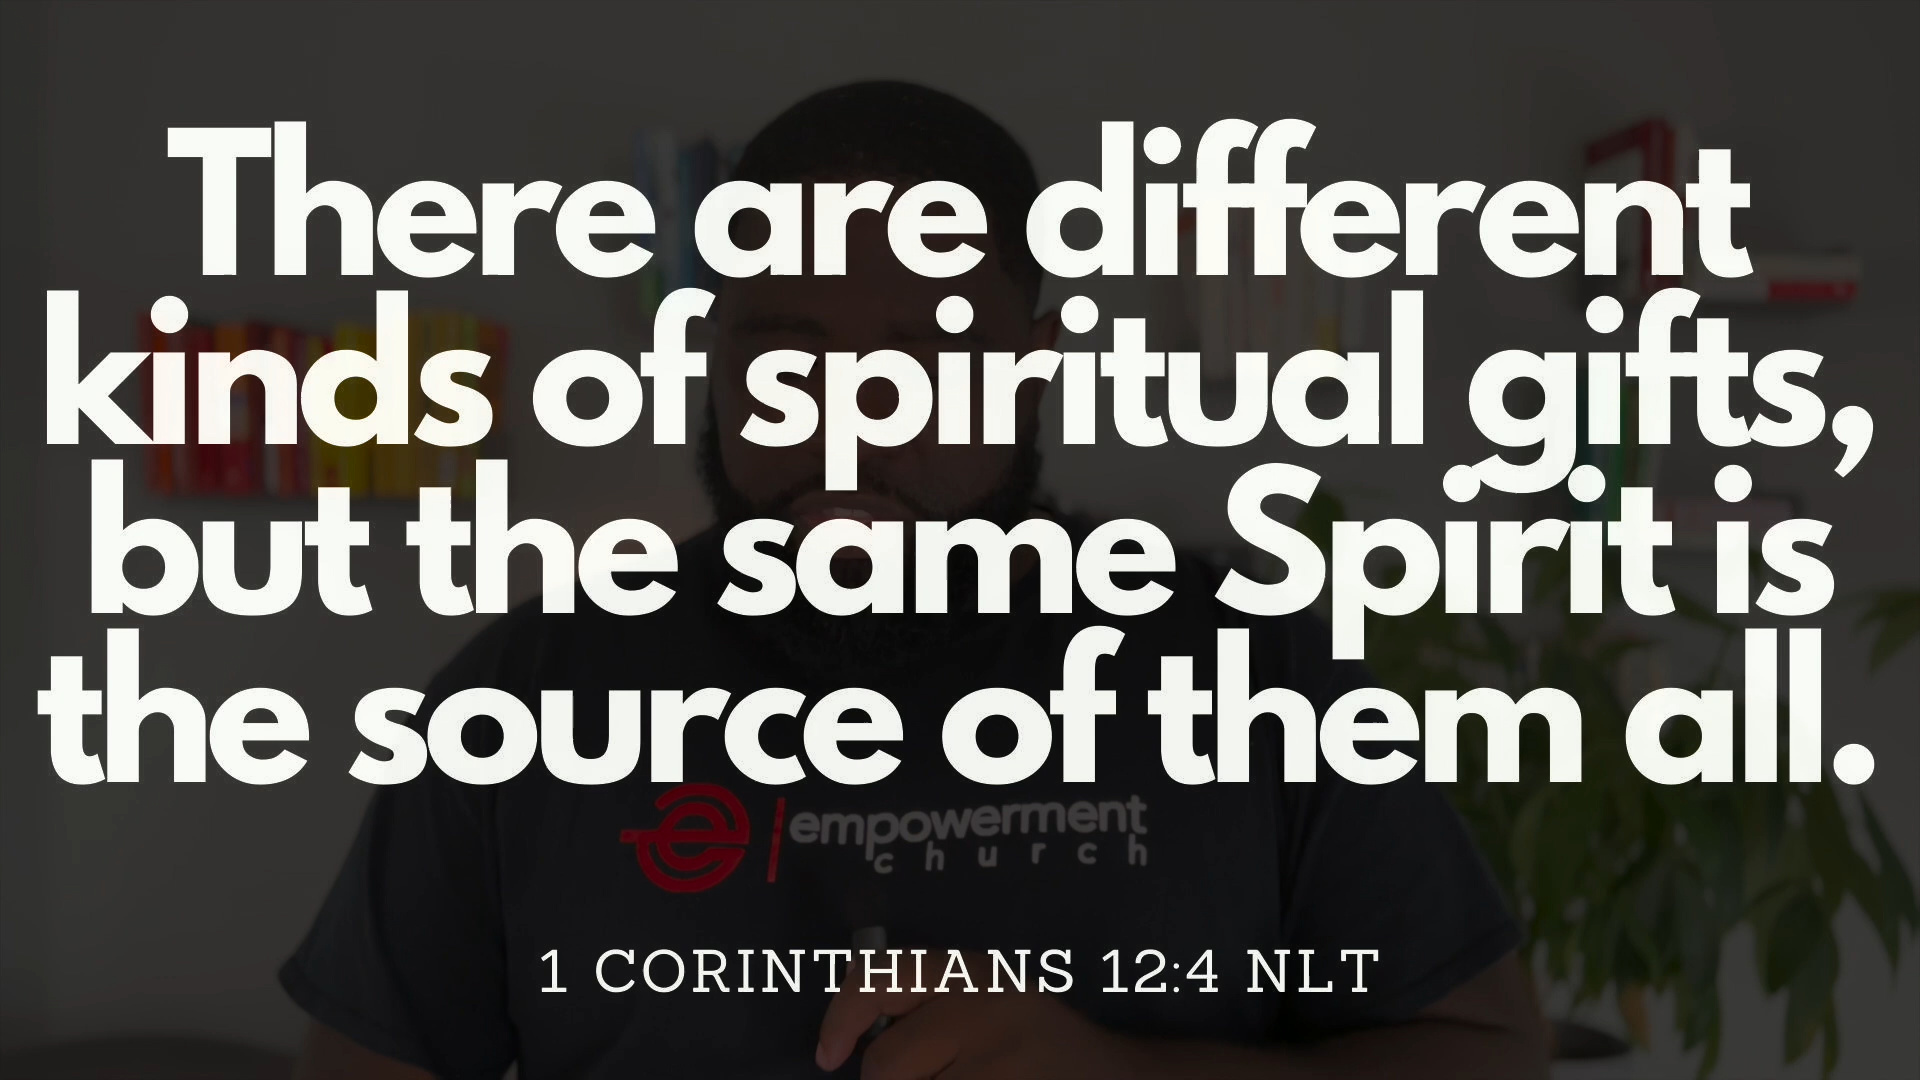 There are different
kinds of spiritual gifts,
but the same Spirit is
the source of them all.
empowerment
church
1 CORINTHIANS 12:4 NLT